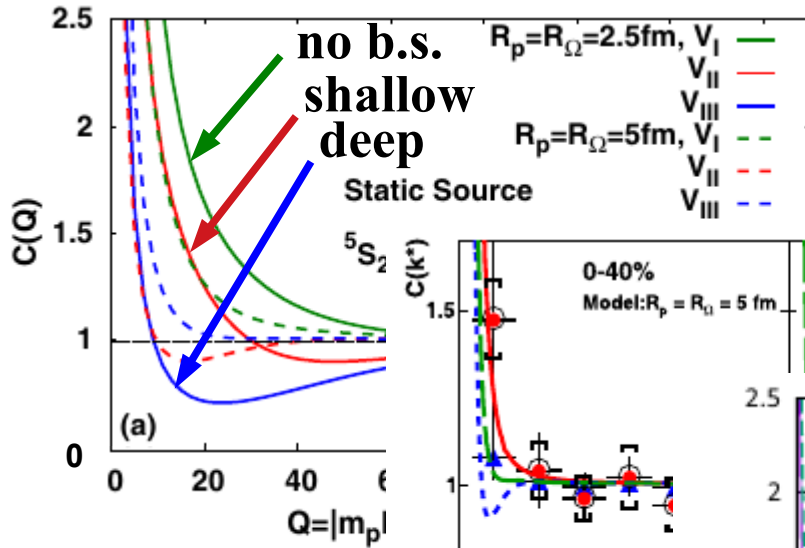 2.5
2
1.5
1
0
C(Q)
no b.s.
shallow
deep
R_p=R_Ω=2.5fm, V_I
V_II
V_III
R_p=R_Ω=5fm, V_I
V_II
V_III
Static Source
⁵S₂
(a)
0 20 40 60
Q=|m_p
C(k*)
1.5
1
0-40%
Model:R_p = R_Ω = 5 fm
2.5
2